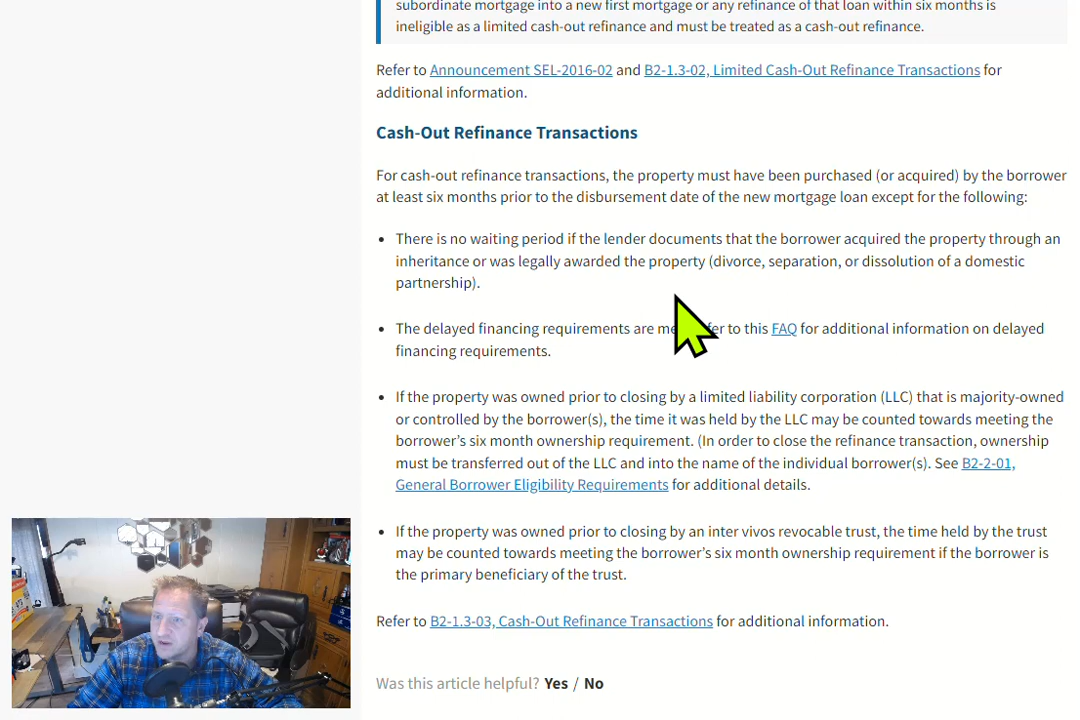 subordinate mortgage into a new first mortgage or any refinance of that loan within six months is
ineligible as a limited cash-out refinance and must be treated as a cash-out refinance.
Refer to Announcement SEL-2016-02 and B2-1.3-02, Limited Cash-Out Refinance Transactions for
additional information.
Cash-Out Refinance Transactions
For cash-out refinance transactions, the property must have been purchased (or acquired) by the borrower
at least six months prior to the disbursement date of the new mortgage loan except for the following:
• There is no waiting period if the lender documents that the borrower acquired the property through an
inheritance or was legally awarded the property (divorce, separation, or dissolution of a domestic
partnership).
• The delayed financing requirements are to this FAQ for additional information on delayed
financing requirements.
• If the property was owned prior to closing by a limited liability corporation (LLC) that is majority-owned
or controlled by the borrower(s), the time it was held by the LLC may be counted towards meeting the
borrower’s six month ownership requirement. (In order to close the refinance transaction, ownership
must be transferred out of the LLC and into the name of the individual borrower(s). See B2-2-01,
General Borrower Eligibility Requirements for additional details.
• If the property was owned prior to closing by an inter vivos revocable trust, the time held by the trust
may be counted towards meeting the borrower’s six month ownership requirement if the borrower is
the primary beneficiary of the trust.
Refer to B2-1.3-03, Cash-Out Refinance Transactions for additional information.
Was this article helpful? Yes / No